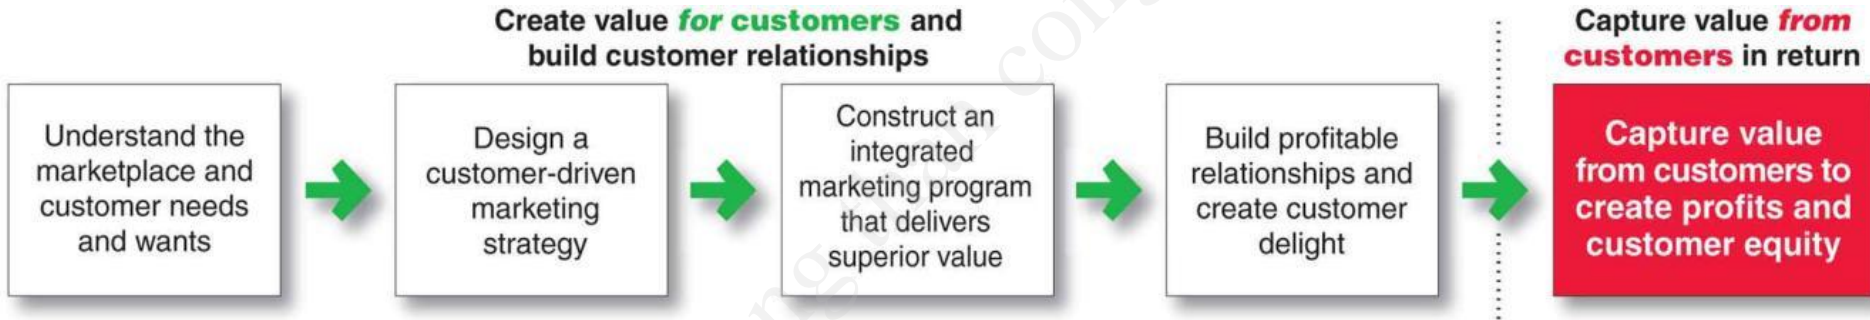 Create value for customers and
build customer relationships
Capture value from
customers in return
Understand the
marketplace and
customer needs
and wants
Design a
customer-driven
marketing
strategy
Construct an
integrated
marketing program
that delivers
superior value
Build profitable
relationships and
create customer
delight
Capture value
from customers to
create profits and
customer equity